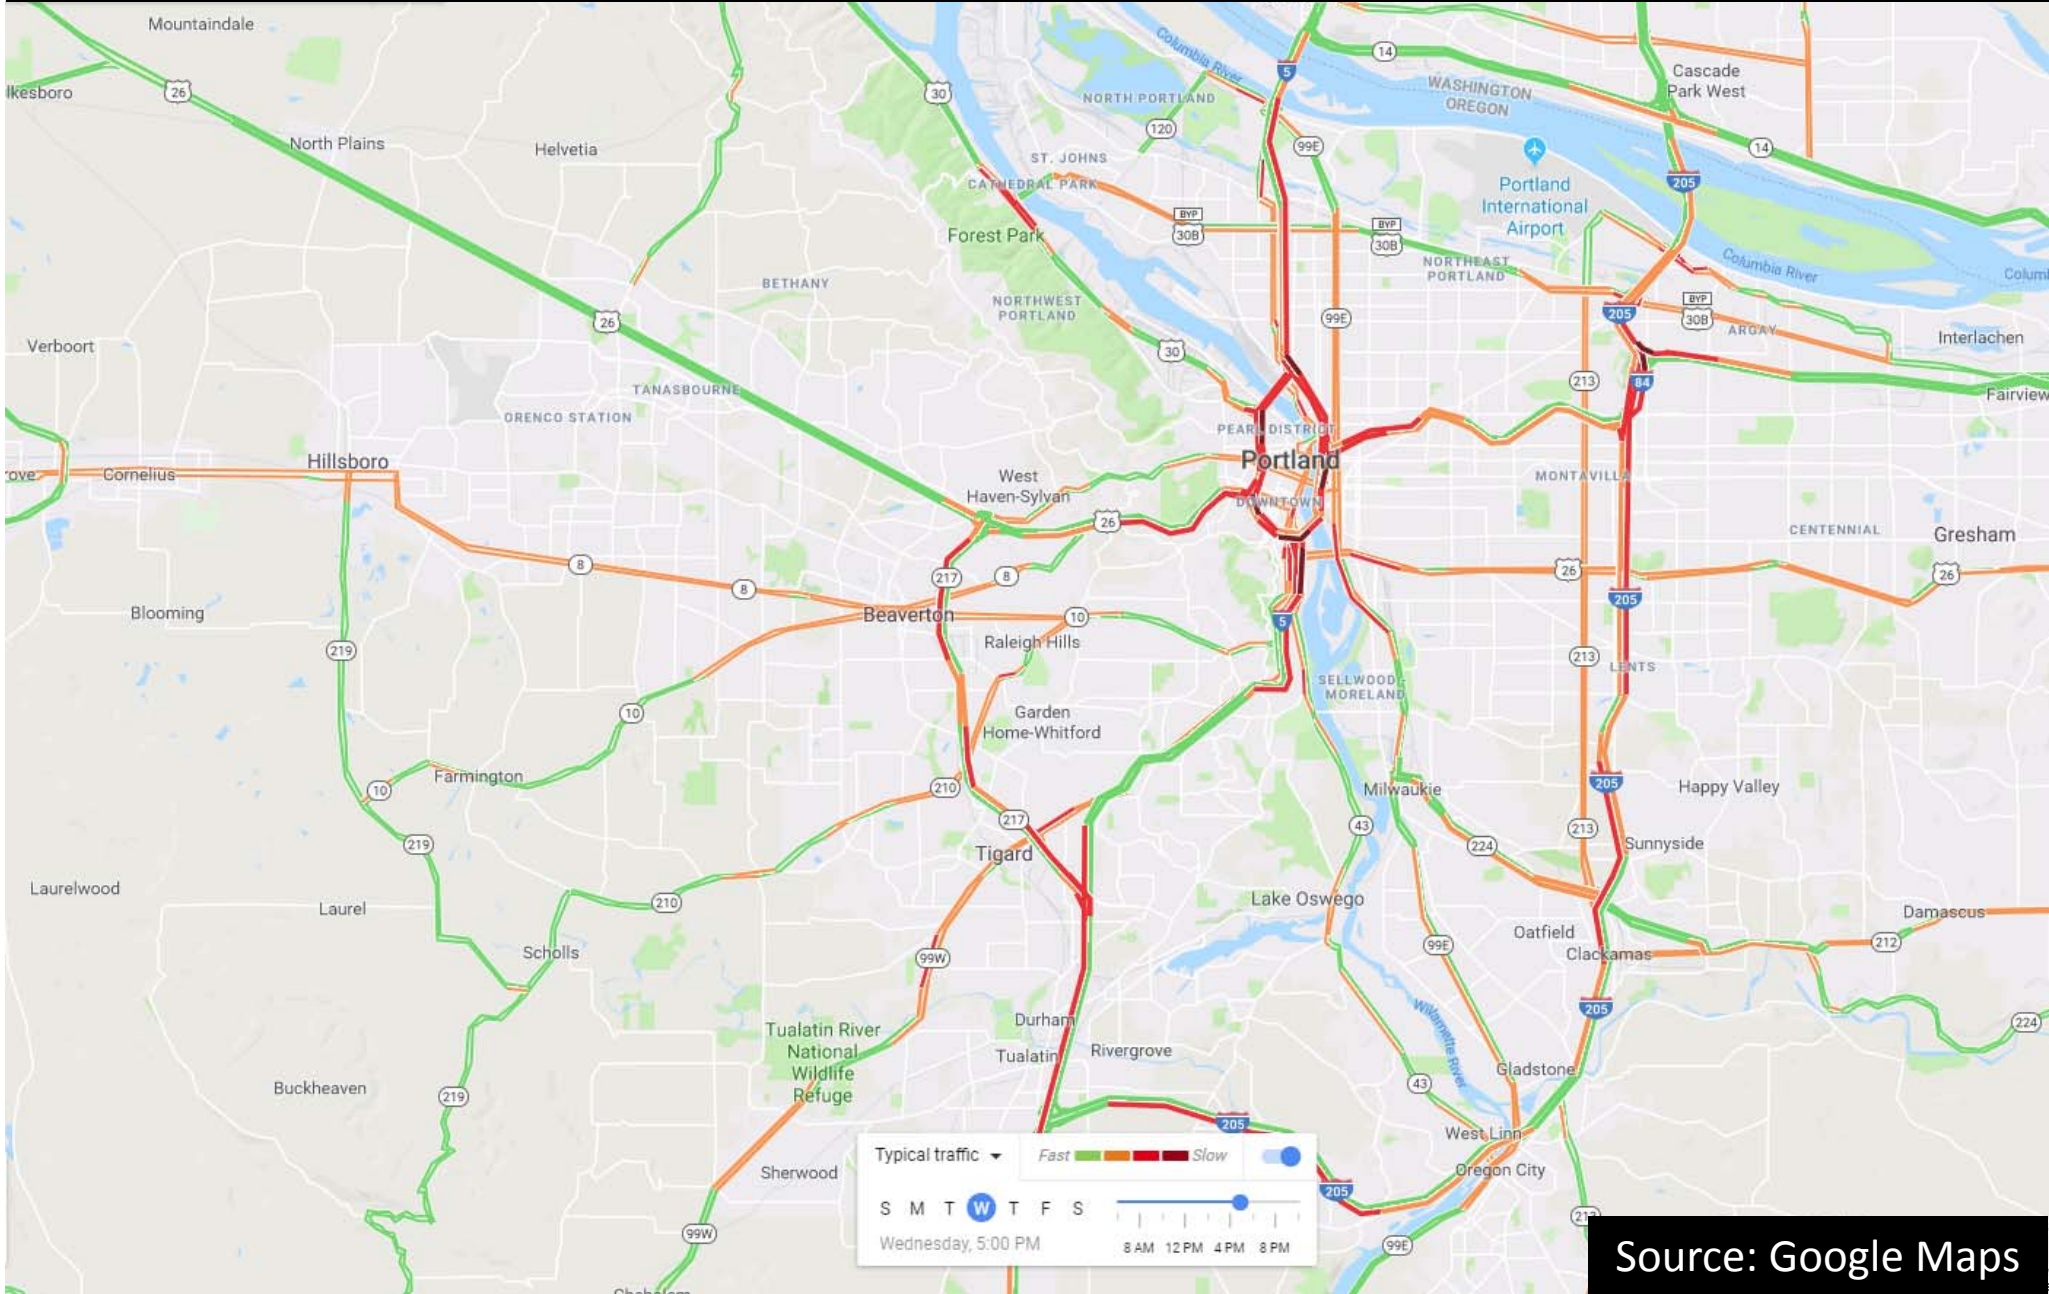 Mountaindale
lkesboro
26
North Plains
Helvetia
30
Columbia River
5
14
WASHINGTON
OREGON
Cascade
Park West
NORTH PORTLAND
120
99E
ST. JOHNS
CATHEDRAL PARK
Portland
International
Airport
14
205
BYP
30B
BYP
30B
Forest Park
NORTHEAST
PORTLAND
Columbia River
BETHANY
NORTHWEST
PORTLAND
26
99E
205
BYP
30B
ARGAY
Interlachen
Verboort
30
213
84
Fairview
TANASBOURNE
ORENCO STATION
PEARL DISTRICT
Portland
Hillsboro
Cornelius
rove
West
Haven-Sylvan
MONTAVILLA
DOWNTOWN
26
CENTENNIAL
Gresham
8
217
8
26
26
8
205
Blooming
Beaverton
10
5
Raleigh Hills
219
213
LENTS
SELLWOOD-
MORELAND
10
Garden
Home-Whitford
Farmington
10
210
Milwaukie
205
Happy Valley
217
43
213
219
224
Sunnyside
Tigard
Laurelwood
Laurel
210
Lake Oswego
Damascus
Oatfield
212
99E
Clackamas
Scholls
99W
205
Willamette River
Durham
224
Tualatin River
National
Wildlife
Refuge
Tualatin
Rivergrove
Gladstone
Buckheaven
219
43
205
West Linn
Typical traffic
Fast
Slow
Sherwood
Oregon City
205
S M T W T F S
99W
Wednesday, 5:00 PM
8 AM 12 PM 4 PM 8 PM
99E
Source: Google Maps